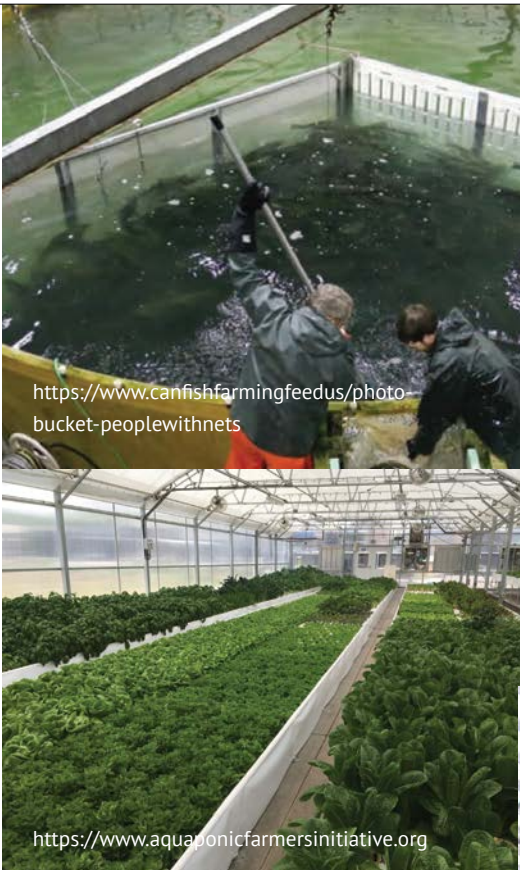 https://www.canfishfarmingfeedus/photo-
bucket-peoplewithnets
https://www.aquaponicfarmersinitiative.org